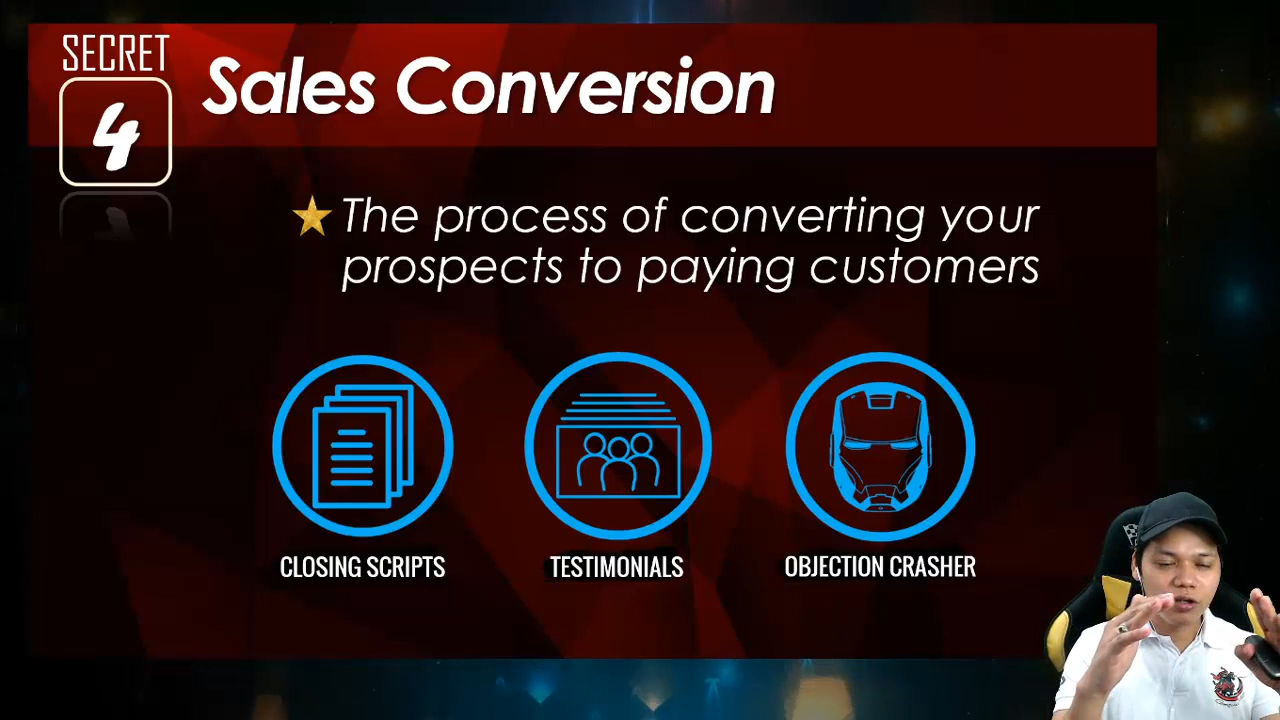 SECRET
4
Sales Conversion
The process of converting your
prospects to paying customers
CLOSING SCRIPTS
TESTIMONIALS
OBJECTION CRASHER